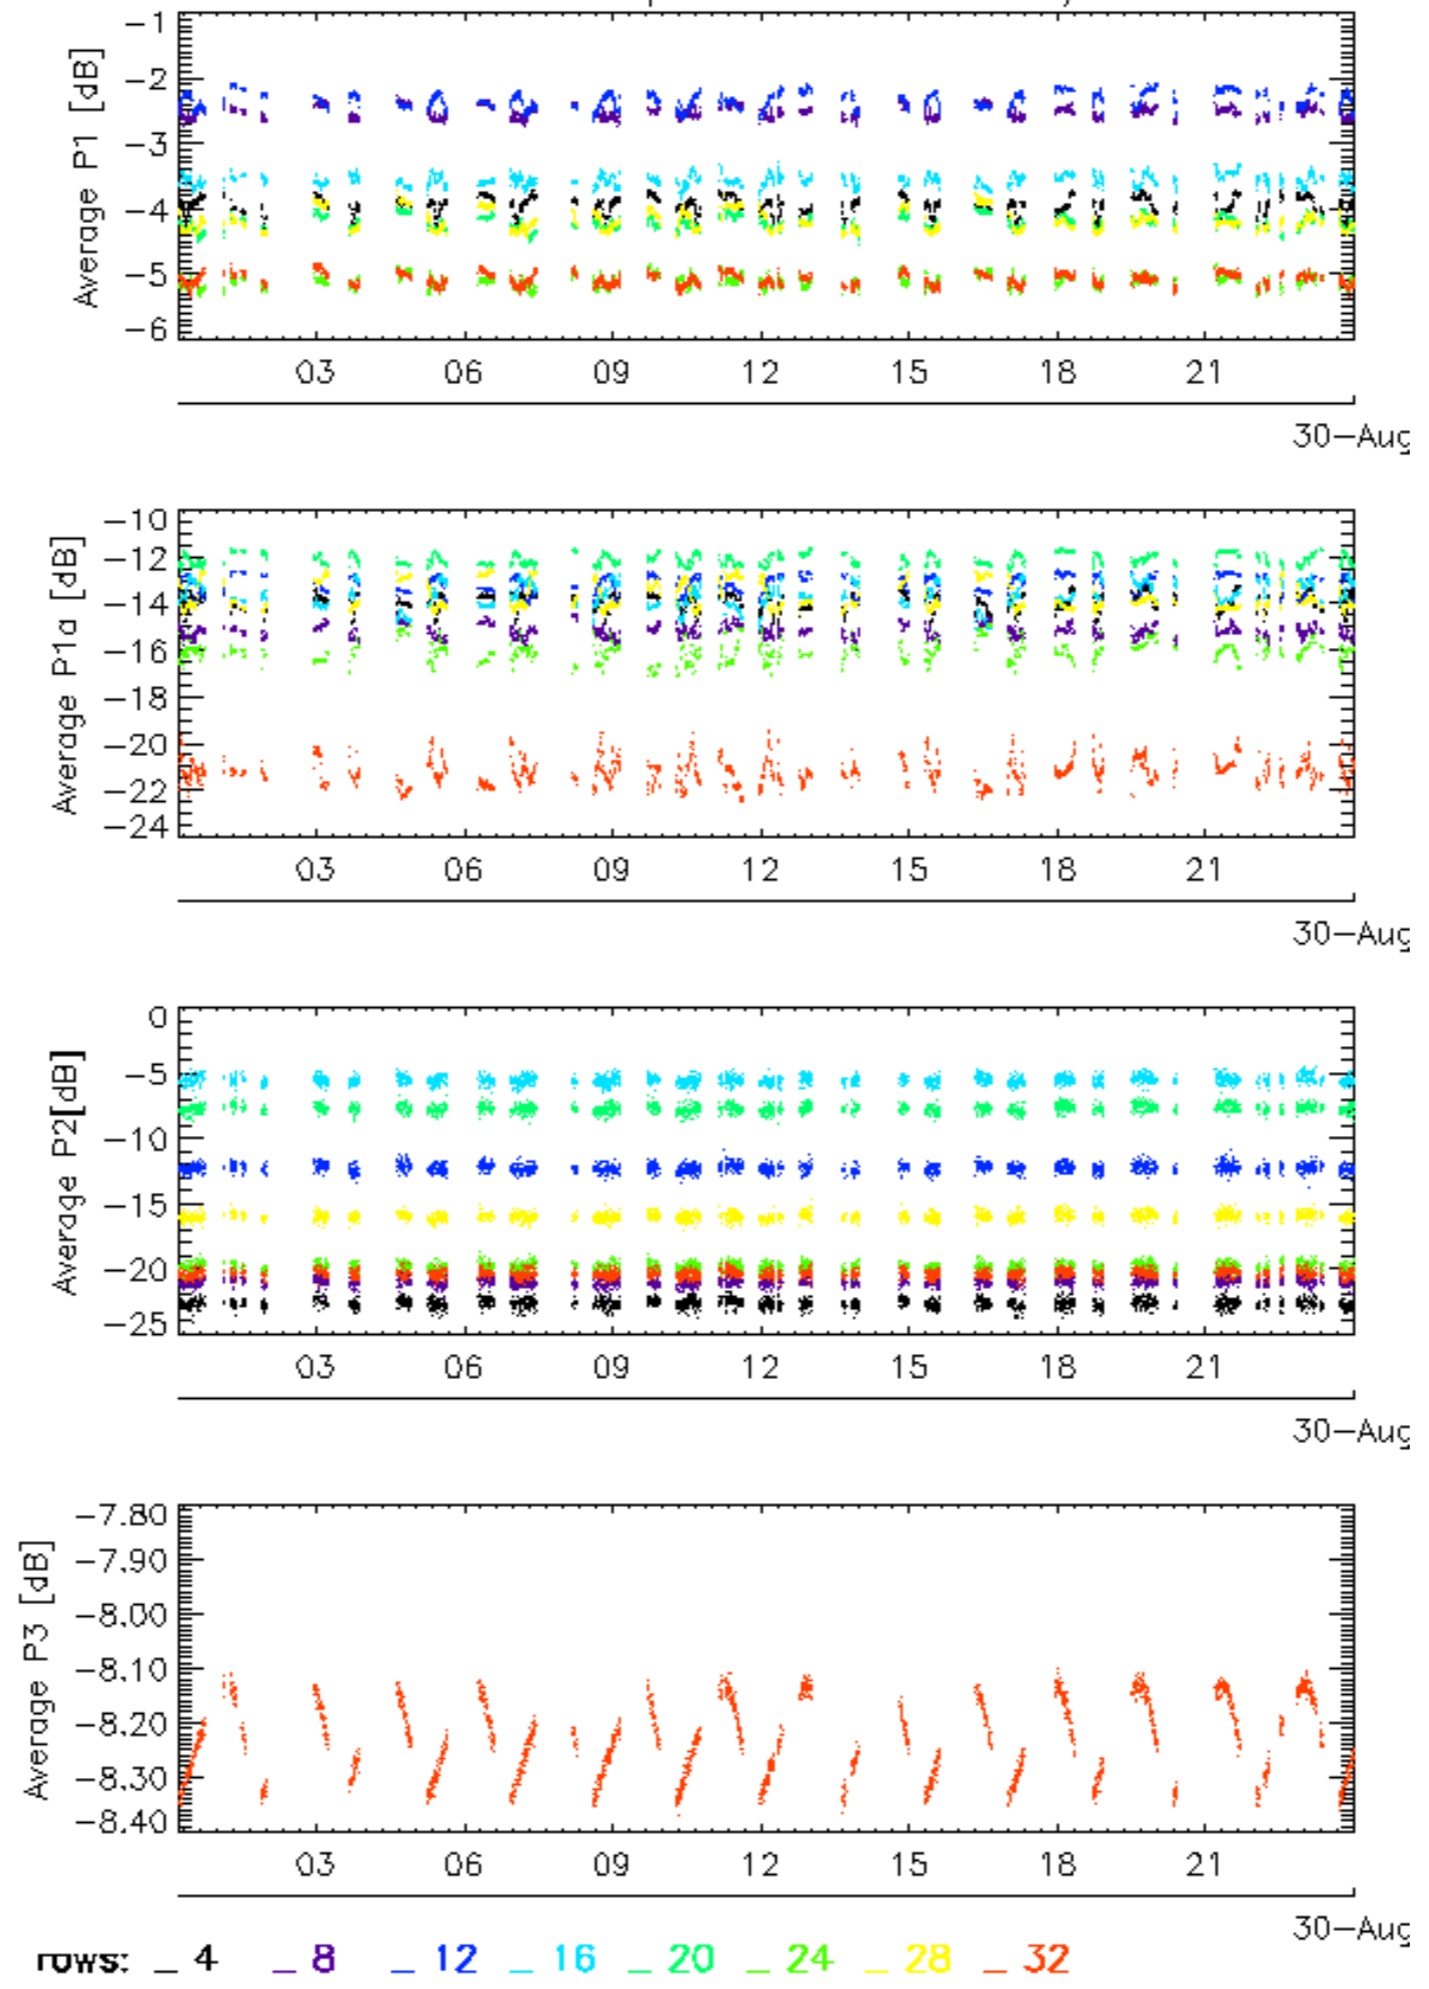 Average P1 [dB]
-1
-2
-3
-4
-5
-6
03 06 09 12 15 18 21
30-Aug
Average P1a [dB]
-10
-12
-14
-16
-18
-20
-22
-24
03 06 09 12 15 18 21
30-Aug
Average P2[dB]
0
-5
-10
-15
-20
-25
03 06 09 12 15 18 21
30-Aug
Average P3 [dB]
-7.80
-7.90
-8.00
-8.10
-8.20
-8.30
-8.40
03 06 09 12 15 18 21
30-Aug
rows: _ 4 _ 8 _ 12 _ 16 _ 20 _ 24 _ 28 _ 32